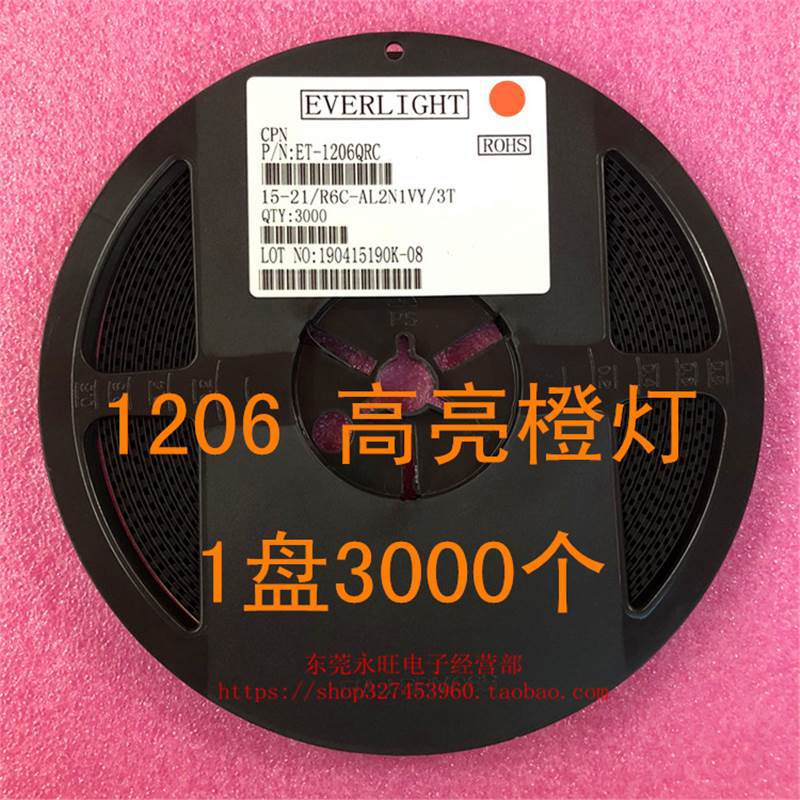 EVERLIGHT
CPN
P/N:ET-1206QRC
ROHS
15-21/R6C-AL2N1VY/3T
QTY:3000
LOT NO:190415190K-08
1206 高亮橙灯
1盘3000个
东莞永旺电子经营部
https://shop327453960.taobao.com